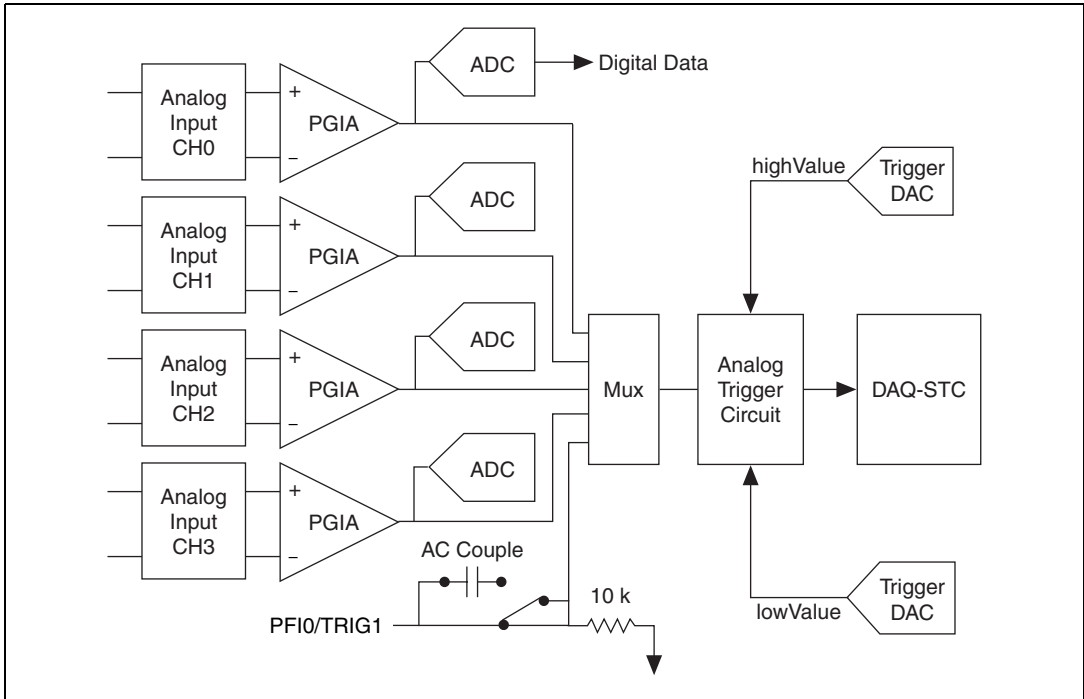 ADC
Digital Data
Analog
Input
CH0
+
PGIA
–
highValue
Trigger
DAC
ADC
Analog
Input
CH1
+
PGIA
–
ADC
Analog
Input
CH2
+
PGIA
–
Mux
Analog
Trigger
Circuit
DAQ-STC
ADC
Analog
Input
CH3
+
PGIA
–
AC Couple
10 k
PFI0/TRIG1
lowValue
Trigger
DAC